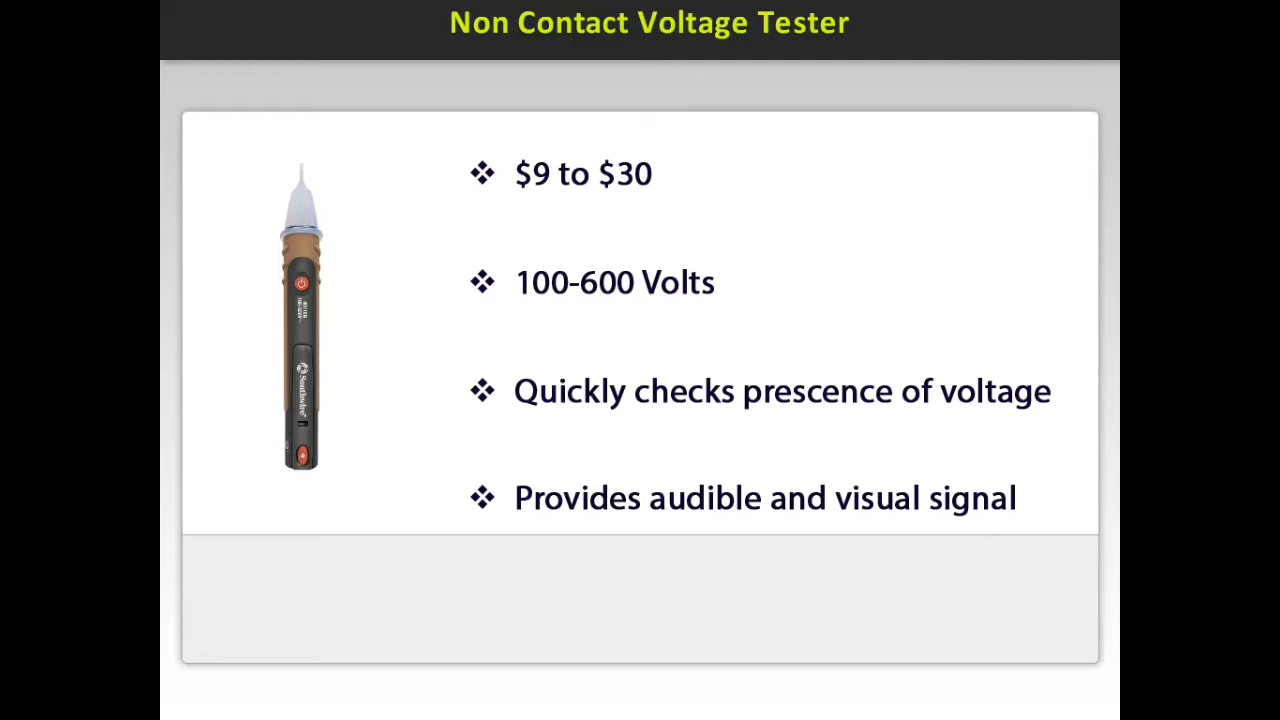 Non Contact Voltage Tester
$9 to $30
100-600 Volts
Quickly checks prescence of voltage
Provides audible and visual signal
Southwire